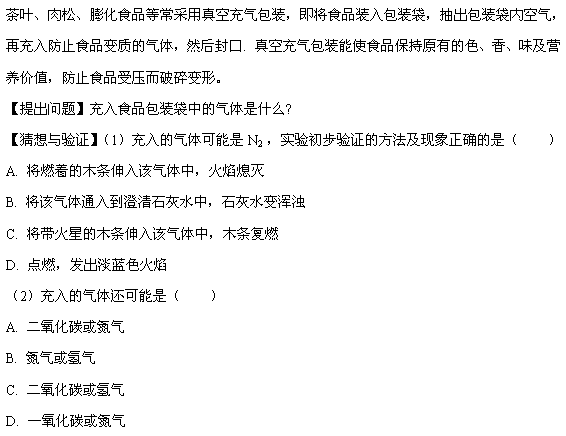 茶叶、肉松、膨化食品等常采用真空充气包装，即将食品装入包装袋，抽出包装袋内空气，
再充入防止食品变质的气体，然后封口. 真空充气包装能使食品保持原有的色、香、味及营
养价值，防止食品受压而破碎变形。
【提出问题】充入食品包装袋中的气体是什么?
【猜想与验证】（1）充入的气体可能是 N₂ ，实验初步验证的方法及现象正确的是（　　）
A. 将燃着的木条伸入该气体中，火焰熄灭
B. 将该气体通入到澄清石灰水中，石灰水变浑浊
C. 将带火星的木条伸入该气体中，木条复燃
D. 点燃，发出淡蓝色火焰
（2）充入的气体还可能是（　　）
A. 二氧化碳或氮气
B. 氮气或氢气
C. 二氧化碳或氢气
D. 一氧化碳或氮气